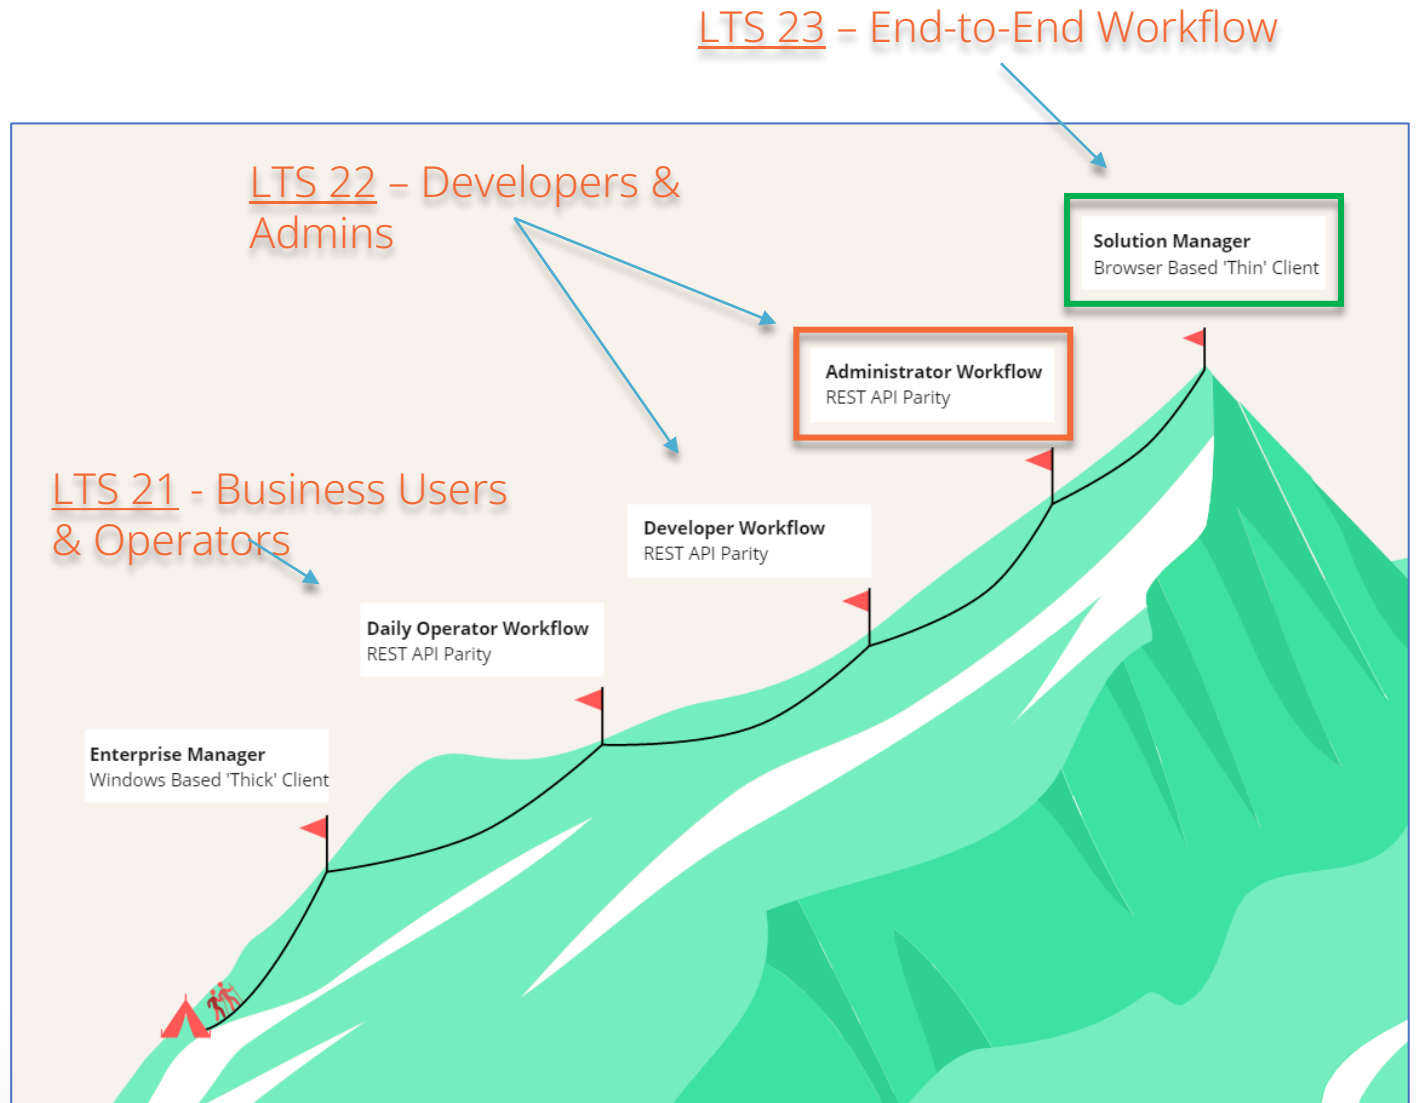 LTS 23 – End-to-End Workflow
LTS 22 – Developers &
Admins
Solution Manager
Browser Based 'Thin' Client
Administrator Workflow
REST API Parity
LTS 21 - Business Users
& Operators
Developer Workflow
REST API Parity
Daily Operator Workflow
REST API Parity
Enterprise Manager
Windows Based 'Thick' Client